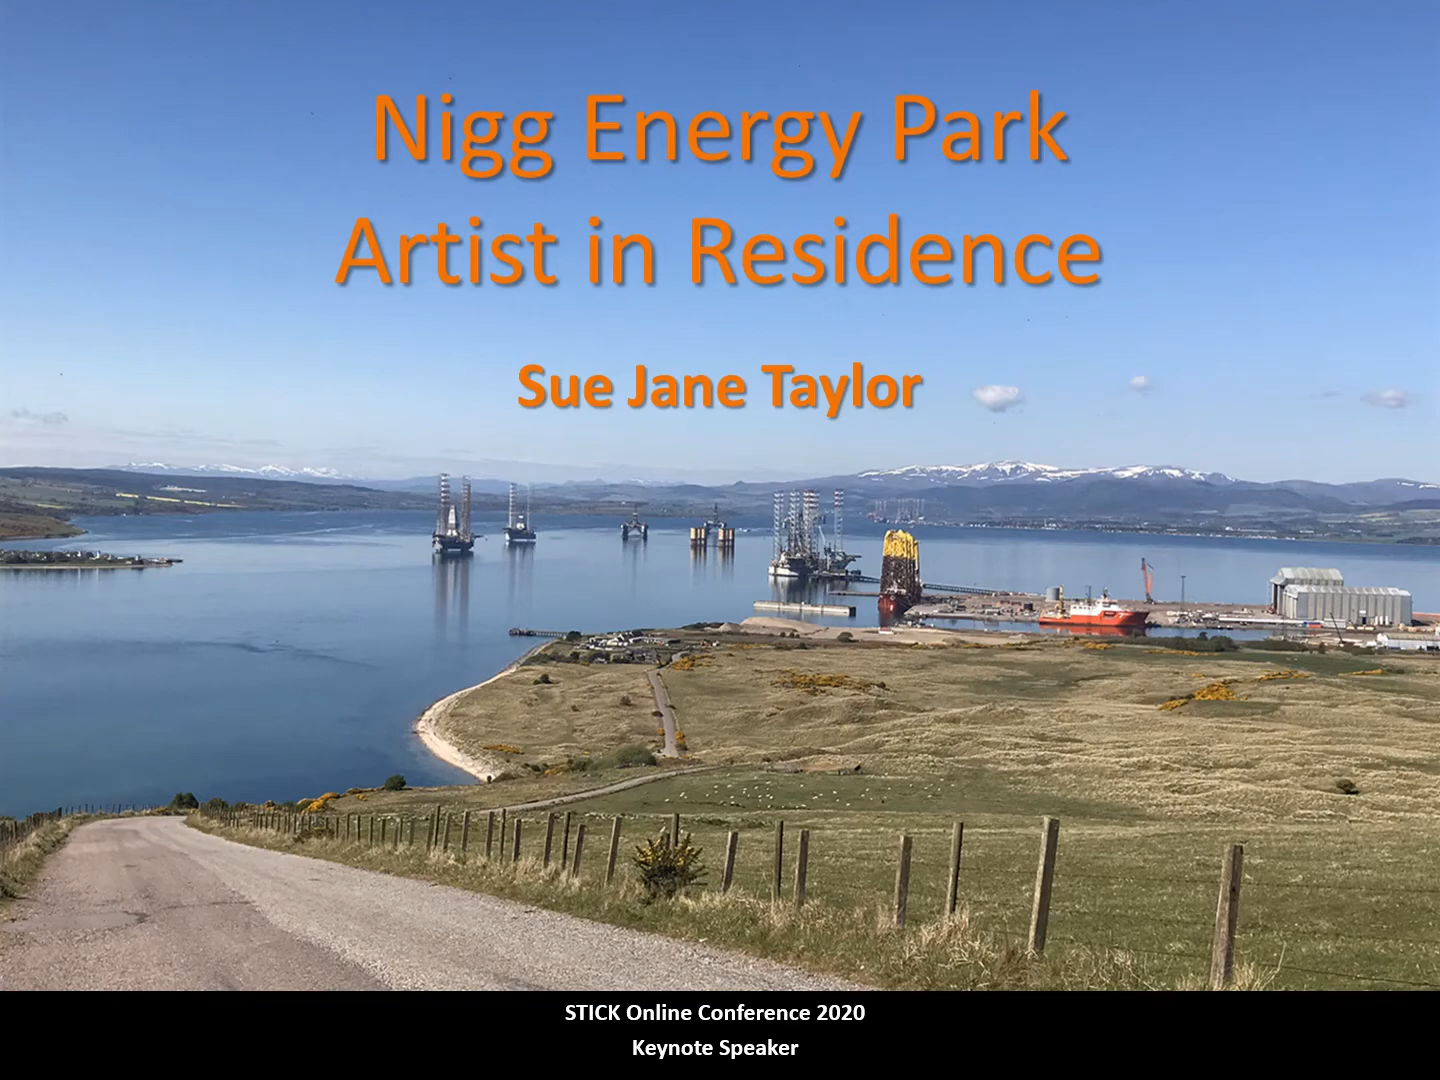 Nigg Energy Park
Artist in Residence
Sue Jane Taylor
STICK Online Conference 2020
Keynote Speaker